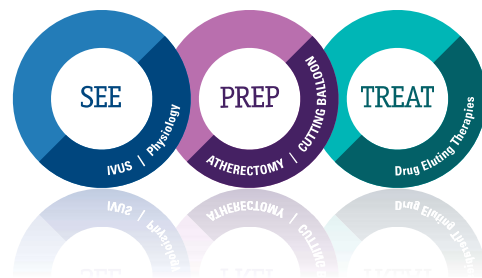 SEE
IVUS | Physiology
PREP
ATHERECTOMY | CUTTING BALLOON
TREAT
Drug Eluting Therapies